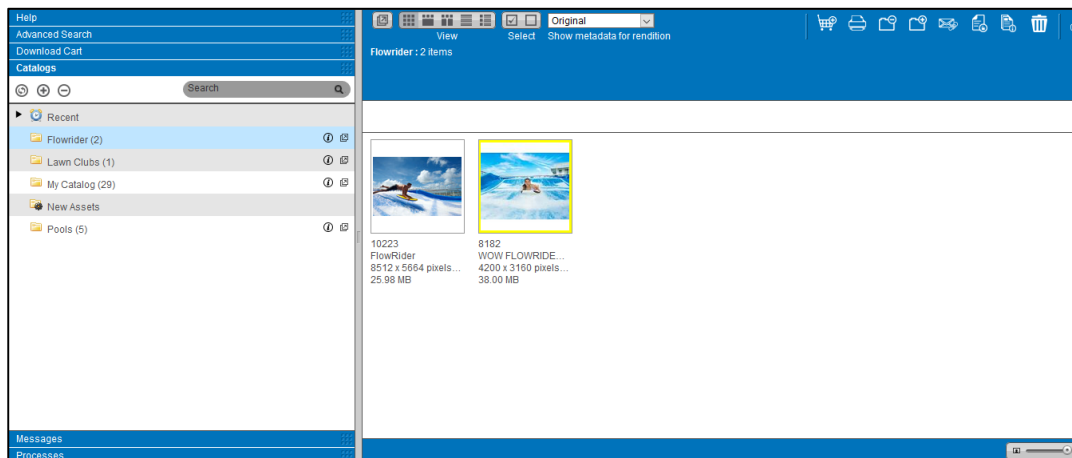 Help
Advanced Search
Download Cart
Catalogs
Search
Recent
Flowrider (2)
Lawn Clubs (1)
My Catalog (29)
New Assets
Pools (5)
Messages
Processes
Original
View
Select
Show metadata for rendition
Flowrider : 2 items
10223
FlowRider
8512 x 5664 pixels...
25.98 MB
8182
WOW FLOWRIDE...
4200 x 3160 pixels...
38.00 MB